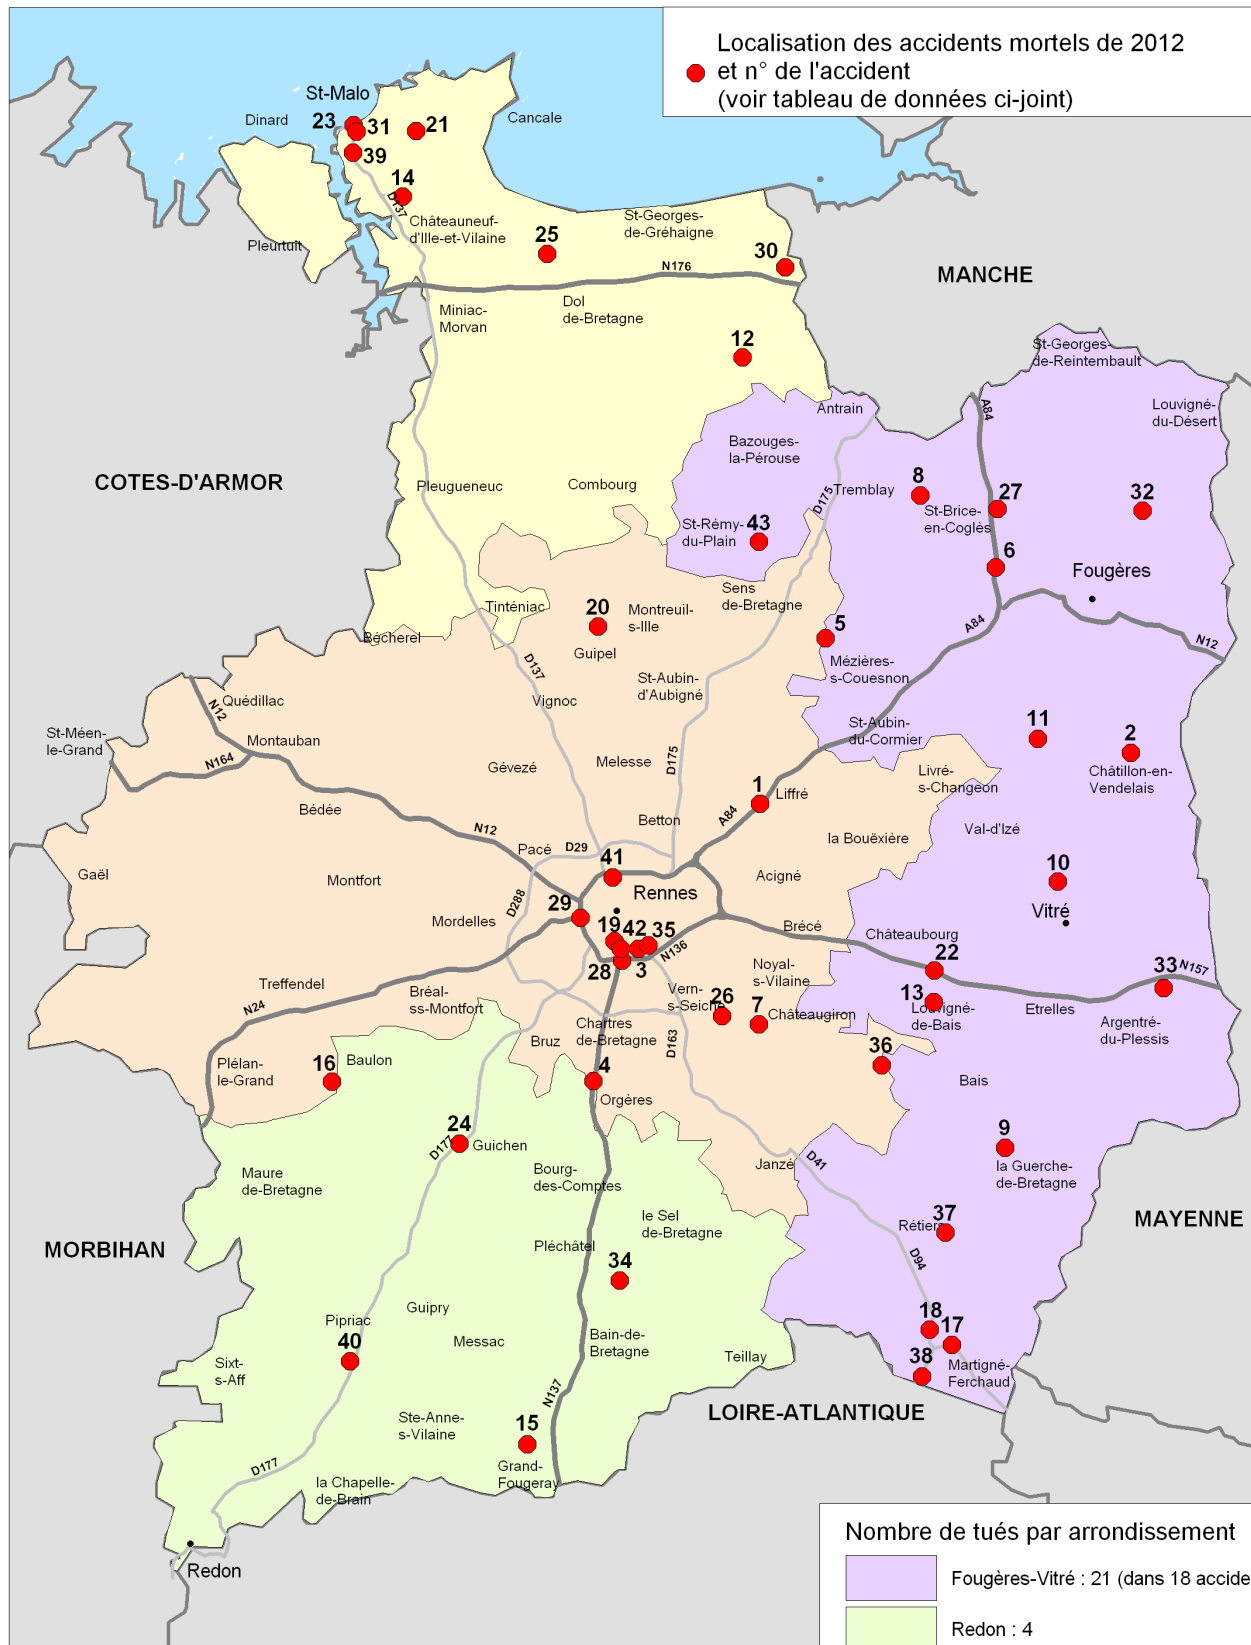 Localisation des accidents mortels de 2012
et n° de l'accident
(voir tableau de données ci-joint)
St-Malo
Dinard
23
31
21
Cancale
39
14
D137
Châteauneuf-
d'Ille-et-Vilaine
St-Georges-
de-Gréhaigne
Pleurtuit
25
30
N176
MANCHE
Miniac-
Morvan
Dol
de-Bretagne
12
St-Georges-
de-Reintembault
Antrain
A84
Louvigné-
du-Désert
Bazouges-
la-Pérouse
COTES-D'ARMOR
Pleugueneuc
Combourg
D175
Tremblay
8
St-Brice-
en-Coglès
27
32
St-Rémy-
du-Plain
43
6
Fougères
Sens
de-Bretagne
Tinténiac
20
Montreuil
s-Ille
Guipel
Bécherel
5
A84
N12
Mézières-
s-Couesnon
D137
St-Aubin-
d'Aubigné
Quédillac
Vignoc
N12
St-Méen-
le-Grand
Montauban
N164
St-Aubin-
du-Cormier
11
2
Châtillon-en-
Vendelais
Gévezé
Melesse
D175
Livré-
s-Changeon
1
Liffré
Bédée
A84
N12
Betton
Val-d'Izé
la Bouëxière
Pacé
D29
41
Gaël
Montfort
Rennes
Acigné
10
Vitré
D288
Mordelles
29
19
42
35
Brécé
Châteaubourg
N136
28
3
22
33
N157
Treffendel
Noyal-
s-Vilaine
N24
Bréal-
ss-Montfort
Vern-
s-Seiche
26
7
Châteaugiron
13
Louvigné-
de-Bais
Etrelles
Argentré-
du-Plessis
Chartres
de-Bretagne
Bruz
D163
36
Plélan-
le-Grand
16
Baulon
4
Orgères
Bais
24
D177
Guichen
9
la Guerche-
de-Bretagne
Maure
de-Bretagne
Bourg-
des-Comptes
Janzé
D41
le Sel
de-Bretagne
37
Rétiers
MAYENNE
MORBIHAN
Pléchâtel
34
D94
Guipry
Pipriac
Messac
40
18
17
Bain-de-
Bretagne
Teillay
38
Martigné-
Ferchaud
Sixt-
s-Aff
N137
LOIRE-ATLANTIQUE
Ste-Anne-
s-Vilaine
15
Grand-
Fougeray
D177
la Chapelle-
de-Brain
Redon
Nombre de tués par arrondissement
Fougères-Vitré : 21 (dans 18 accide
Redon : 4